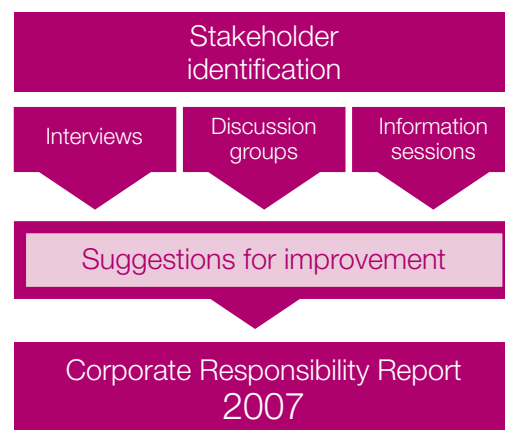 Stakeholder
identification
Interviews
Discussion
groups
Information
sessions
Suggestions for improvement
Corporate Responsibility Report
2007